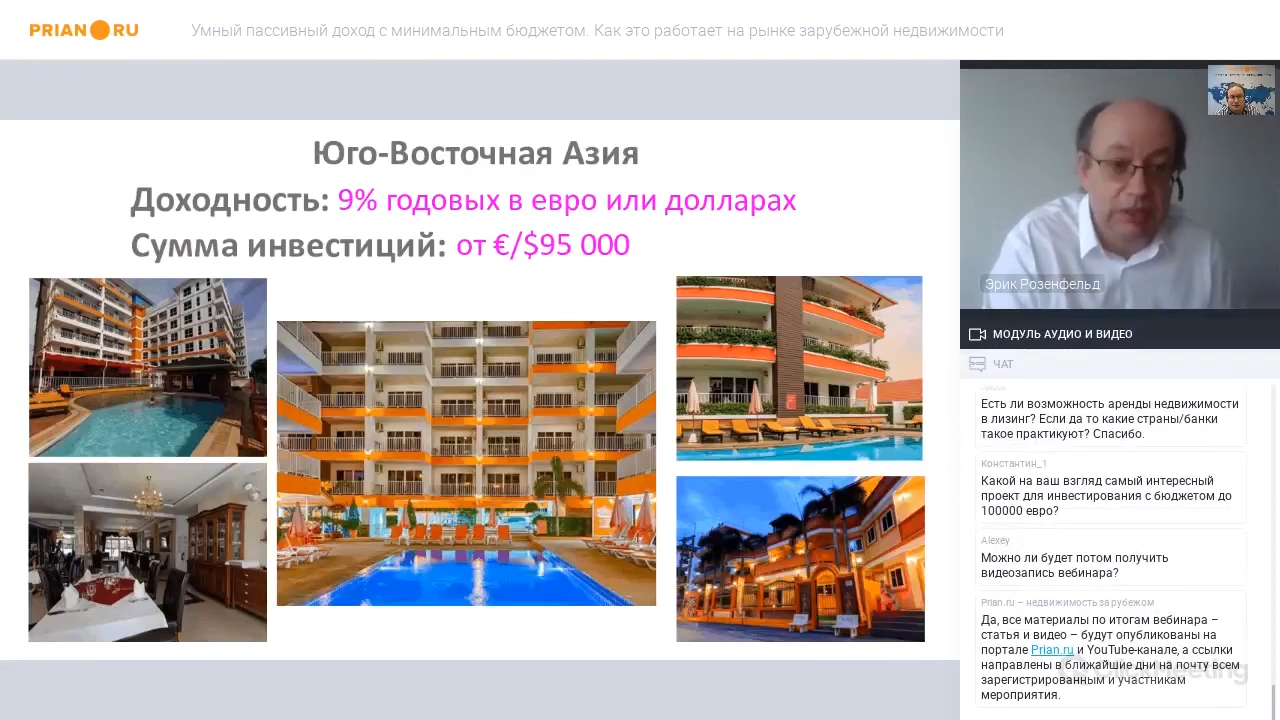 PRIAN RU
Умный пассивный доход с минимальным бюджетом. Как это работает на рынке зарубежной недвижимости
Юго-Восточная Азия
Доходность: 9% годовых в евро или долларах
Сумма инвестиций: от €/$95 000
Эрик Розенфельд
МОДУЛЬ АУДИО И ВИДЕО
ЧАТ
Есть ли возможность аренды недвижимости
в лизинг? Если да то какие страны/банки
такое практикуют? Спасибо.
Константин_1
Какой на ваш взгляд самый интересный
проект для инвестирования с бюджетом до
100000 евро?
Alexey
Можно ли будет потом получить
видеозапись вебинара?
Prian.ru – недвижимость за рубежом
Да, все материалы по итогам вебинара –
статья и видео – будут опубликованы на
портале Prian.ru и YouTube-канале, а ссылки
направлены в ближайшие дни на почту всем
зарегистрированным и участникам
мероприятия.
ClickMeeting